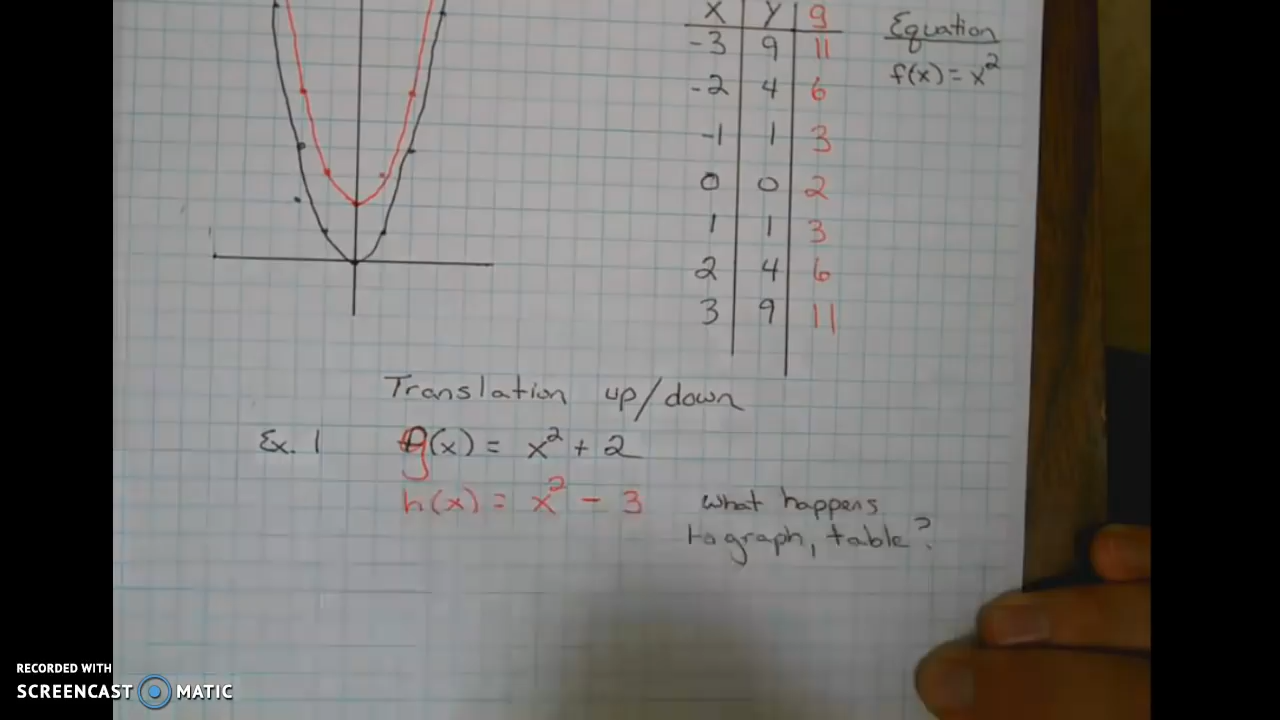 x y g
-3 9 11
-2 4 6
-1 1 3
0 0 2
1 1 3
2 4 6
3 9 11
Equation
f(x) = x²
Translation up/down
Ex. 1 g(x) = x² + 2
h(x) = x² - 3
what happens
to graph, table?
RECORDED WITH
SCREENCAST MATIC